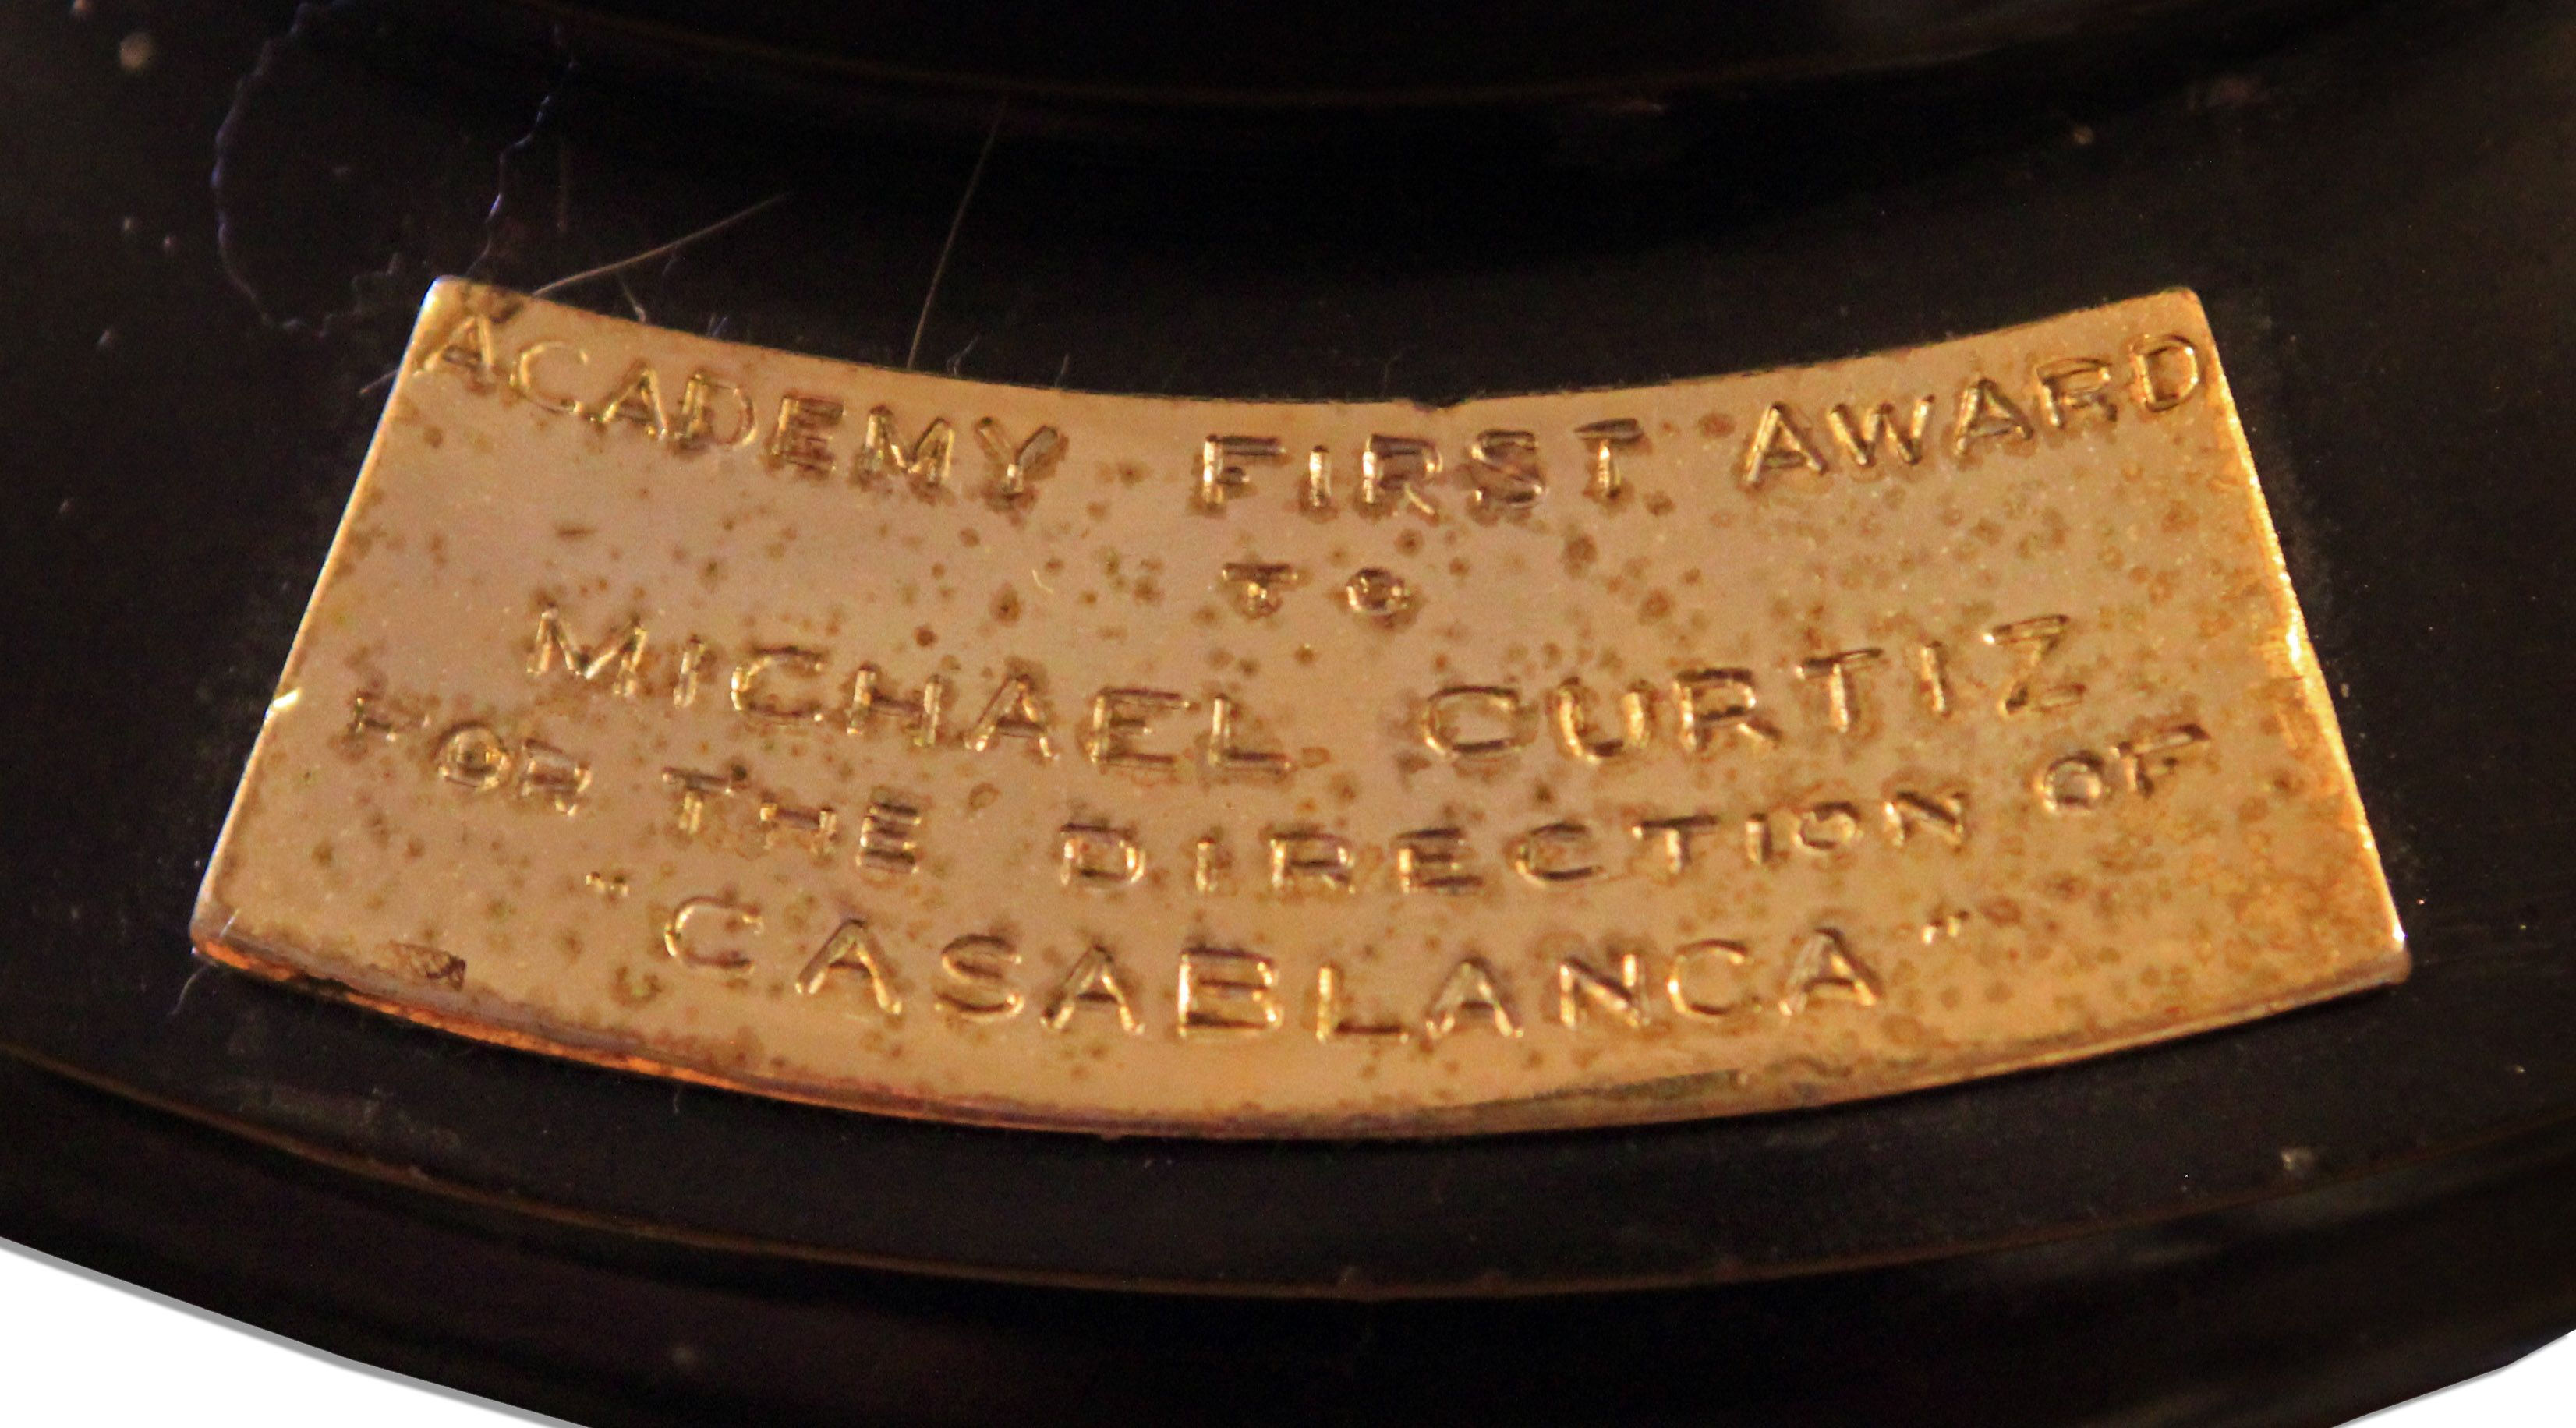 ACADEMY FIRST AWARD
TO
MICHAEL CURTIZ
FOR THE DIRECTION OF
"CASABLANCA"